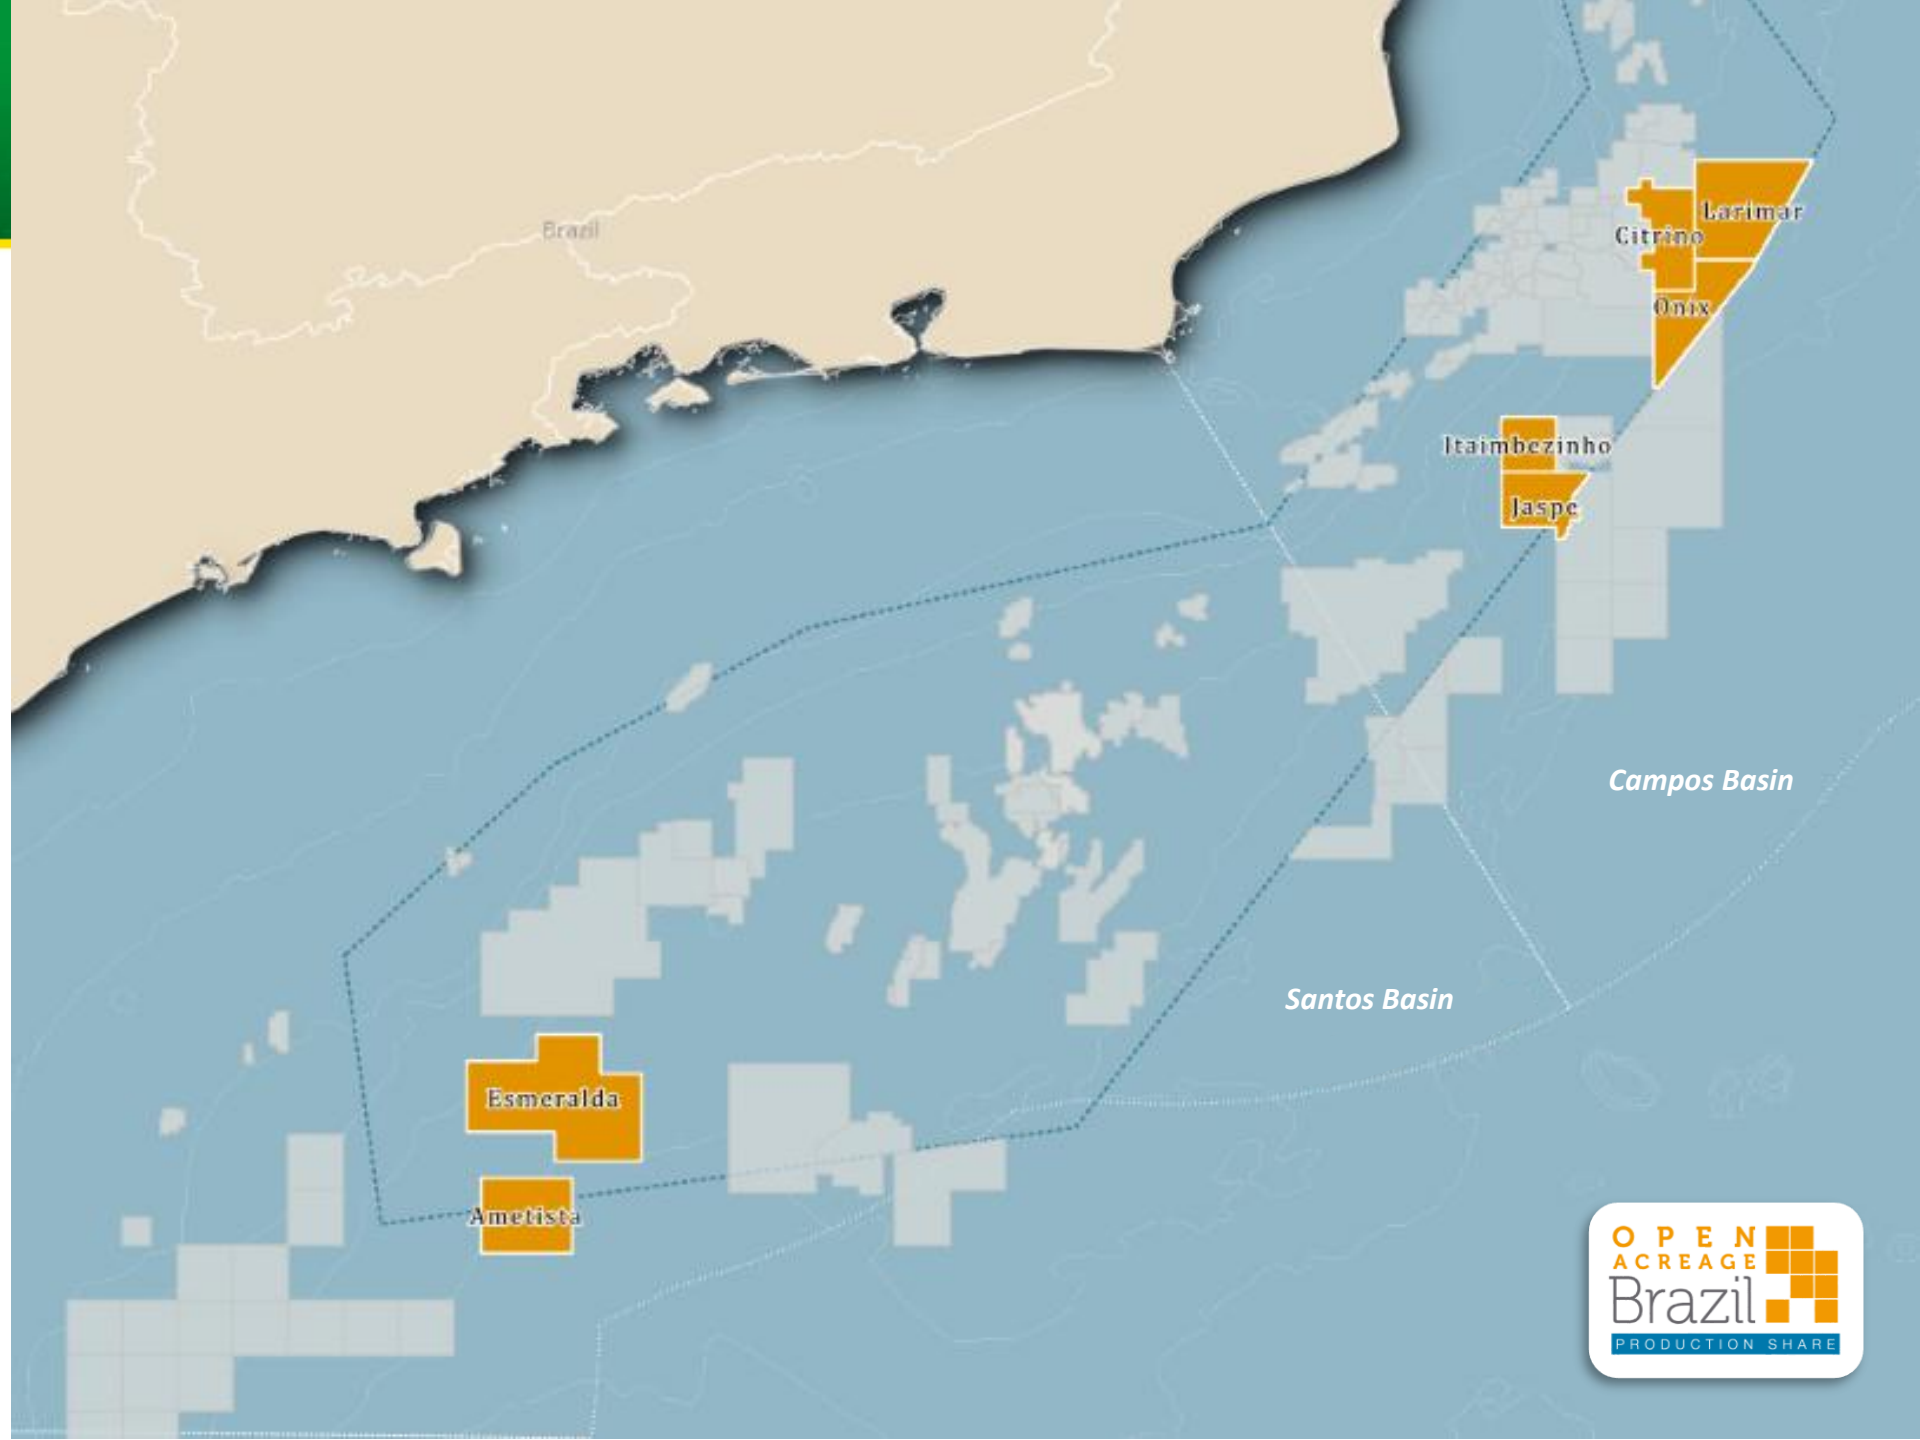 Brazil
Larimar
Citrino
Onix
Itaimbezinho
Jaspe
Campos Basin
Santos Basin
Esmeralda
Ametista
OPEN
ACREAGE
Brazil
PRODUCTION SHARE